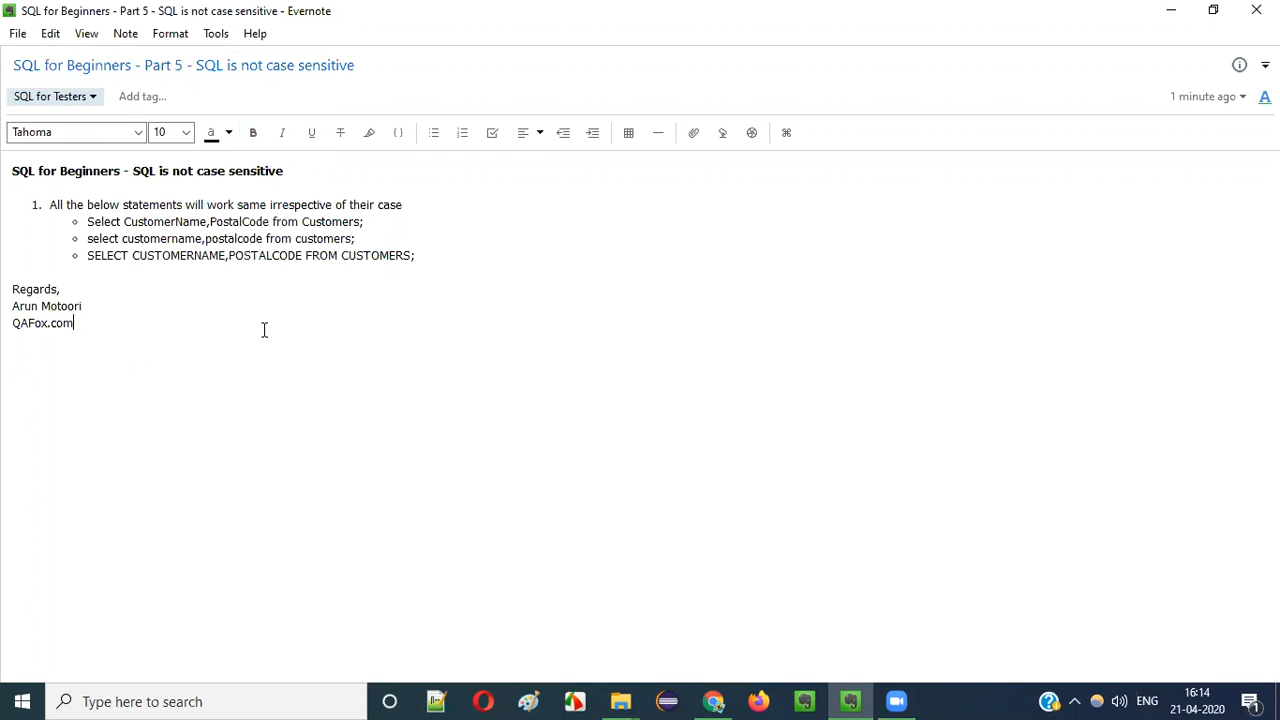 SQL for Beginners - Part 5 - SQL is not case sensitive - Evernote
File Edit View Note Format Tools Help
SQL for Beginners - Part 5 - SQL is not case sensitive
SQL for Testers Add tag... 1 minute ago
Tahoma 10
SQL for Beginners - SQL is not case sensitive
1. All the below statements will work same irrespective of their case
Select CustomerName,PostalCode from Customers;
select customername,postalcode from customers;
SELECT CUSTOMERNAME,POSTALCODE FROM CUSTOMERS;
Regards,
Arun Motoori
QAFox.com
Type here to search
ENG
16:14
21-04-2020